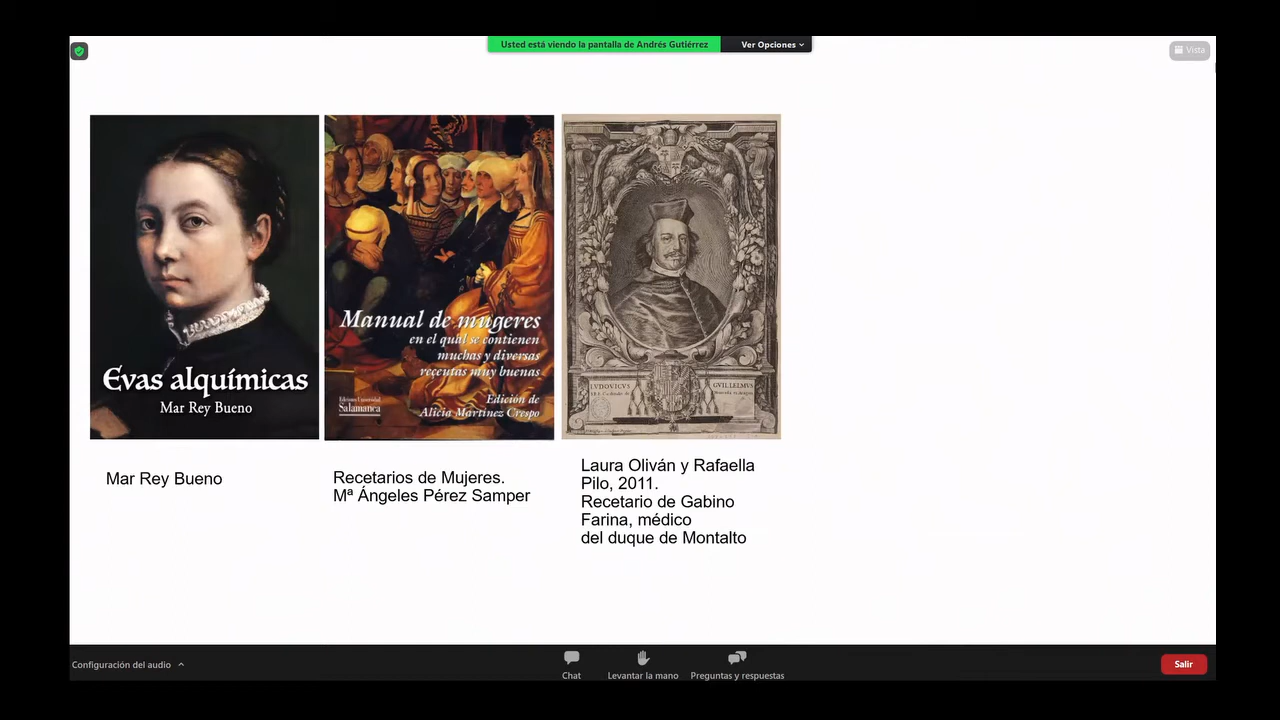 Usted está viendo la pantalla de Andrés Gutiérrez
Ver Opciones
Vista
Evas alquímicas
Mar Rey Bueno
Manual de mugeres
en el qual se contienen
muchas y diversas
reçeutas muy buenas
Ediciones Universidad
Salamanca
Edición de
Alicia Martínez Crespo
LVDOVICVS
GVILLELMVS
Mar Rey Bueno
Recetarios de Mujeres.
Mª Ángeles Pérez Samper
Laura Oliván y Rafaella
Pilo, 2011.
Recetario de Gabino
Farina, médico
del duque de Montalto
Configuración del audio
Chat
Levantar la mano
Preguntas y respuestas
Salir